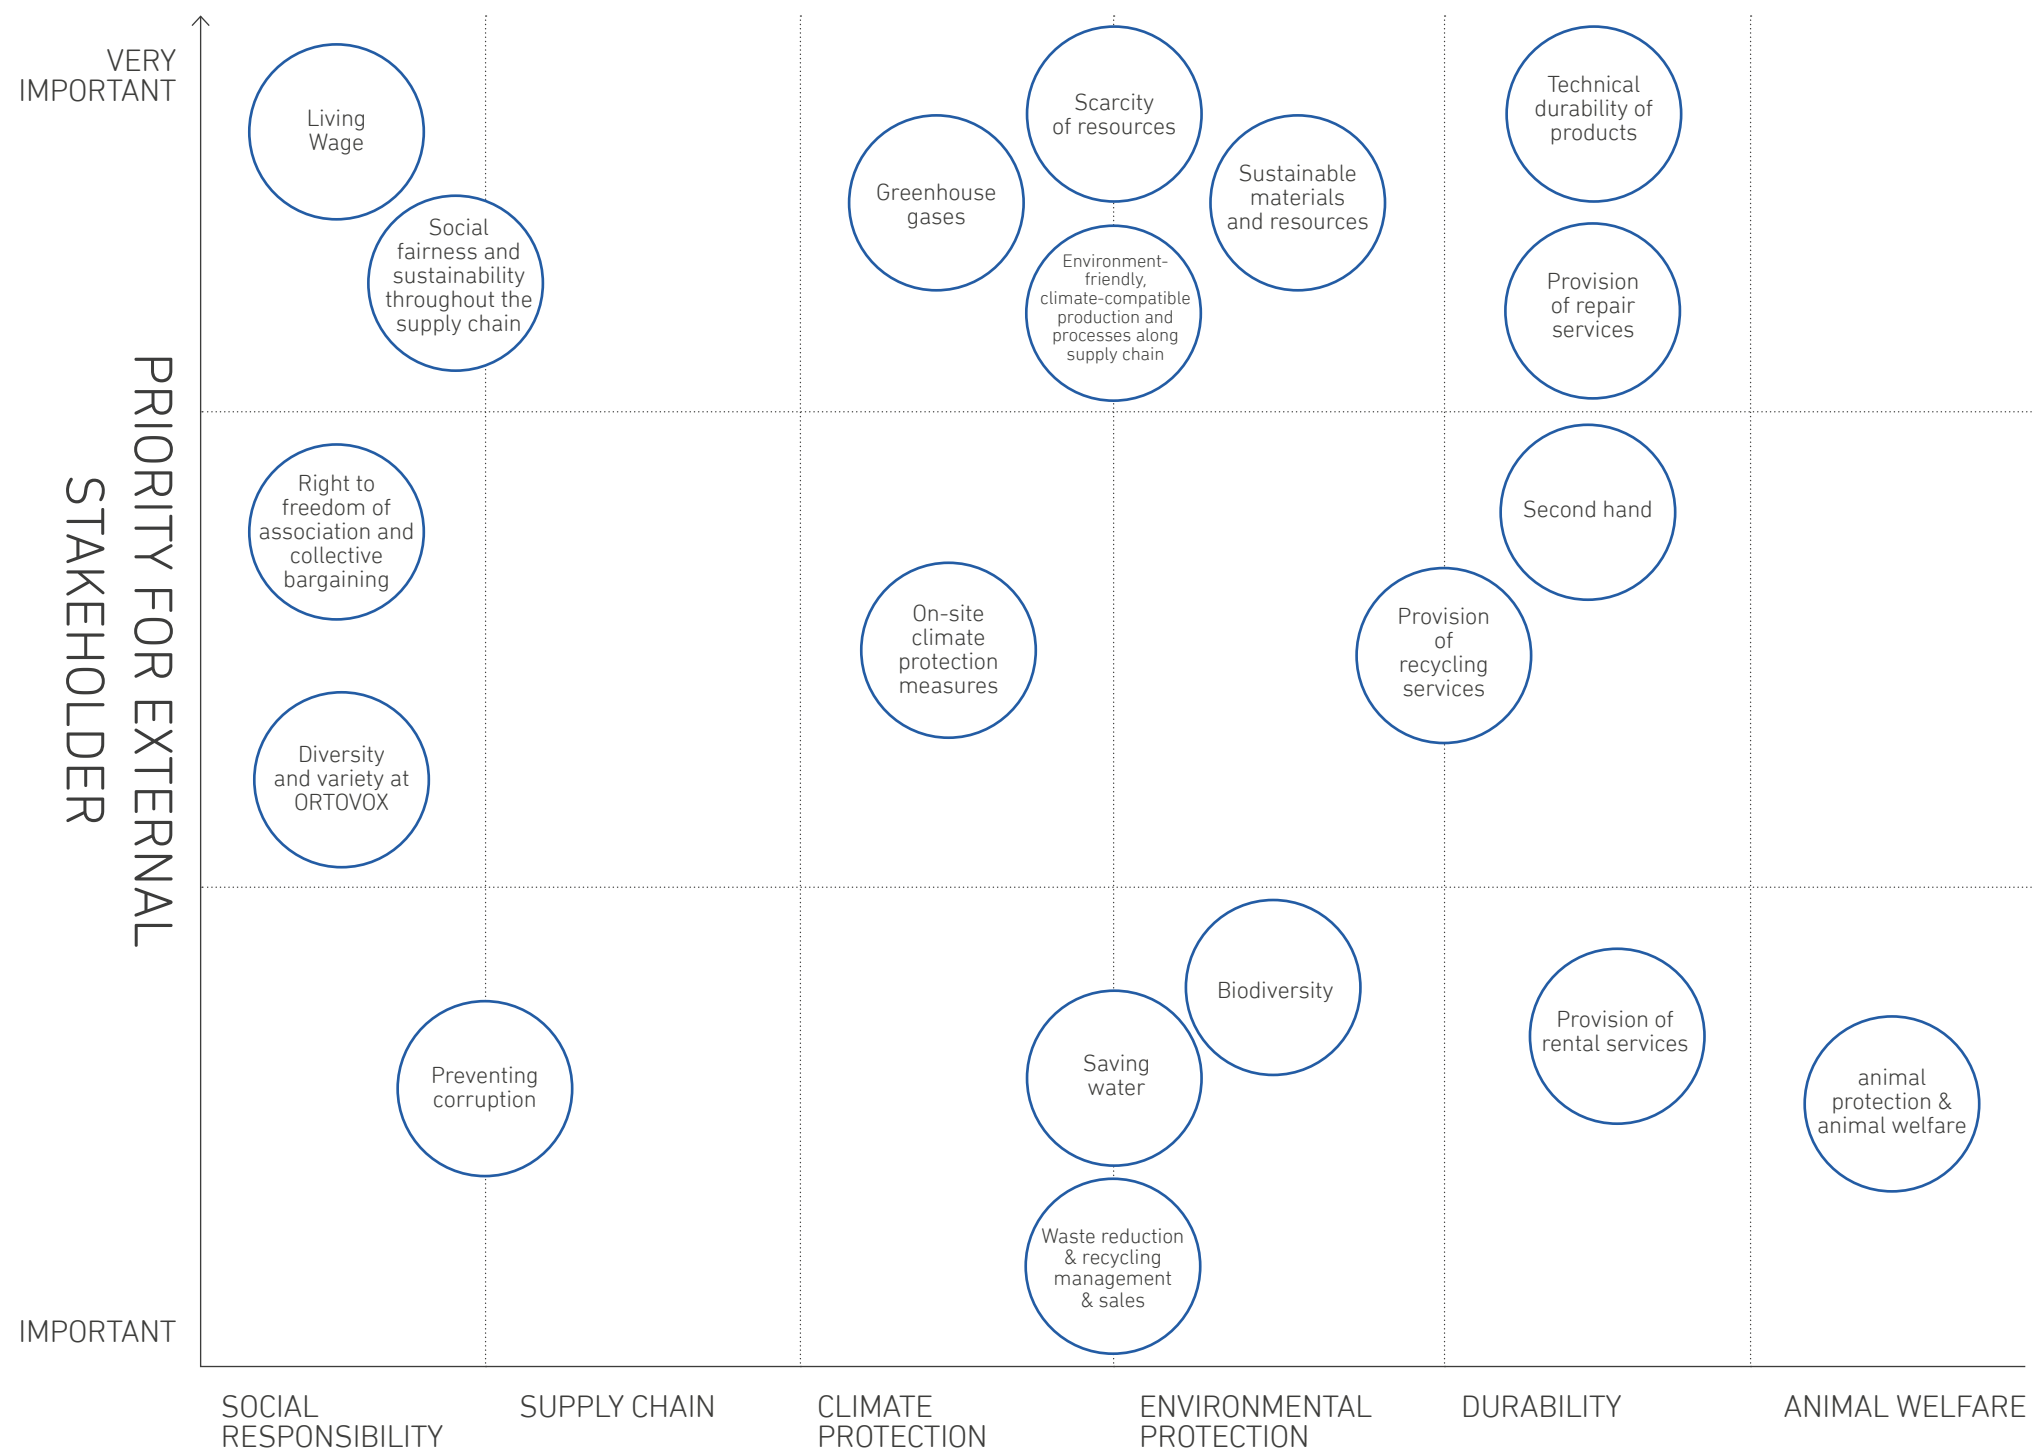 VERY
IMPORTANT
PRIORITY FOR EXTERNAL
STAKEHOLDER
IMPORTANT
Living
Wage
Social
fairness and
sustainability
throughout the
supply chain
Greenhouse
gases
Scarcity
of resources
Environment-
friendly,
climate-compatible
production and
processes along
supply chain
Sustainable
materials
and resources
Technical
durability of
products
Provision
of repair
services
Right to
freedom of
association and
collective
bargaining
Diversity
and variety at
ORTOVOX
On-site
climate
protection
measures
Provision
of
recycling
services
Second hand
Preventing
corruption
Saving
water
Biodiversity
Waste reduction
& recycling
management
& sales
Provision of
rental services
animal
protection &
animal welfare
SOCIAL
RESPONSIBILITY
SUPPLY CHAIN
CLIMATE
PROTECTION
ENVIRONMENTAL
PROTECTION
DURABILITY
ANIMAL WELFARE